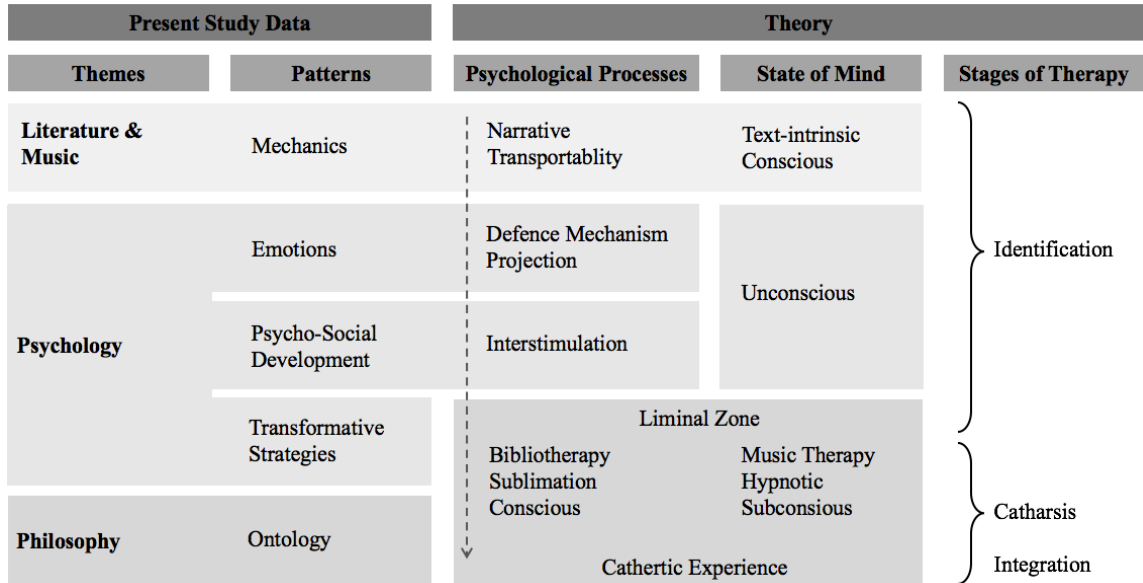 Present Study Data
Theory
Themes
Patterns
Psychological Processes
State of Mind
Stages of Therapy
Literature &
Music
Mechanics
Narrative
Transportablity
Text-intrinsic
Conscious
Identification
Psychology
Emotions
Defence Mechanism
Projection
Unconscious
Psycho-Social
Development
Interstimulation
Transformative
Strategies
Liminal Zone
Bibliotherapy
Sublimation
Conscious
Music Therapy
Hypnotic
Subconsious
Catharsis
Philosophy
Ontology
Cathertic Experience
Integration